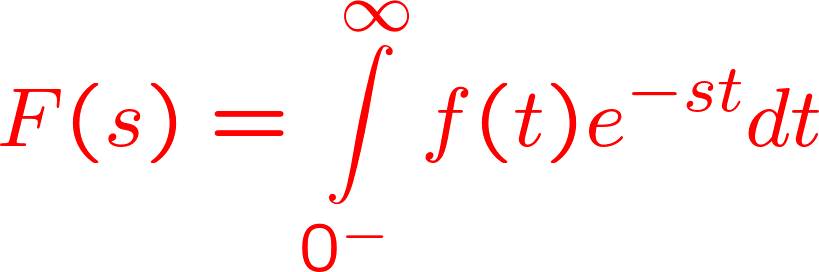 F(s) = ∫_{0⁻}^{∞} f(t)e^{−st}dt